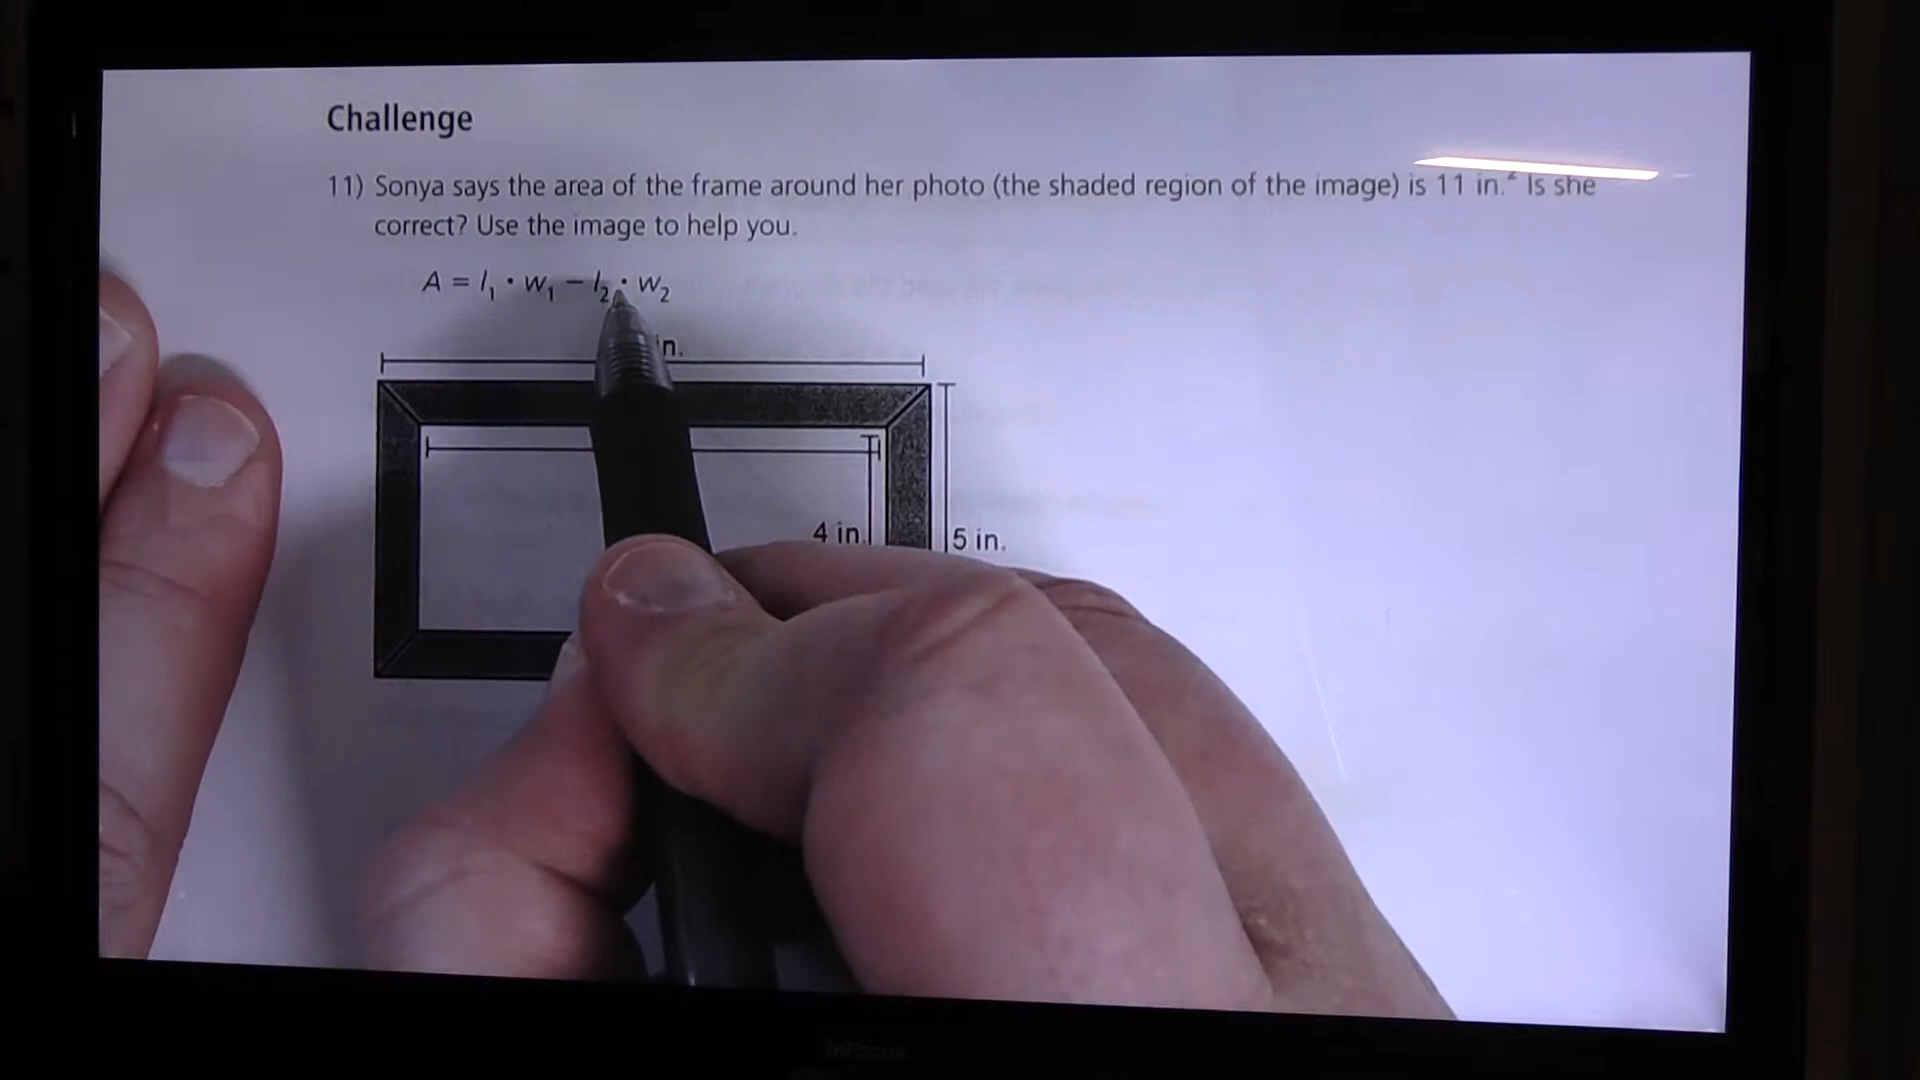 Challenge
11) Sonya says the area of the frame around her photo (the shaded region of the image) is 11 in.² Is she
correct? Use the image to help you.
A = l₁ · w₁ – l₂ · w₂
in.
4 in.
5 in.
InFocus